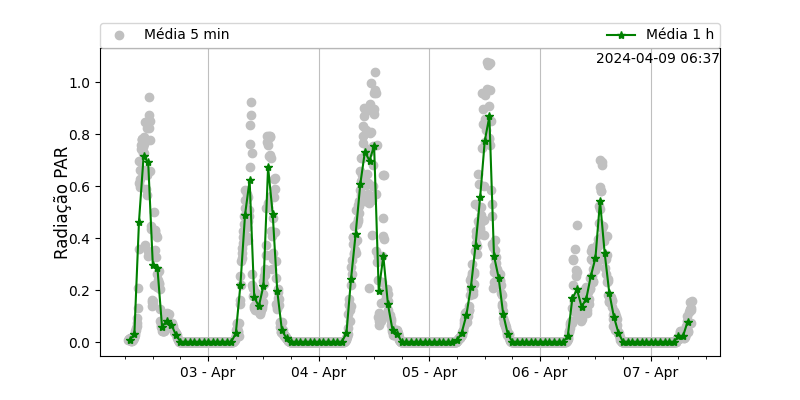 Média 5 min
Média 1 h
2024-04-09 06:37
Radiação PAR
1.0
0.8
0.6
0.4
0.2
0.0
03 - Apr
04 - Apr
05 - Apr
06 - Apr
07 - Apr